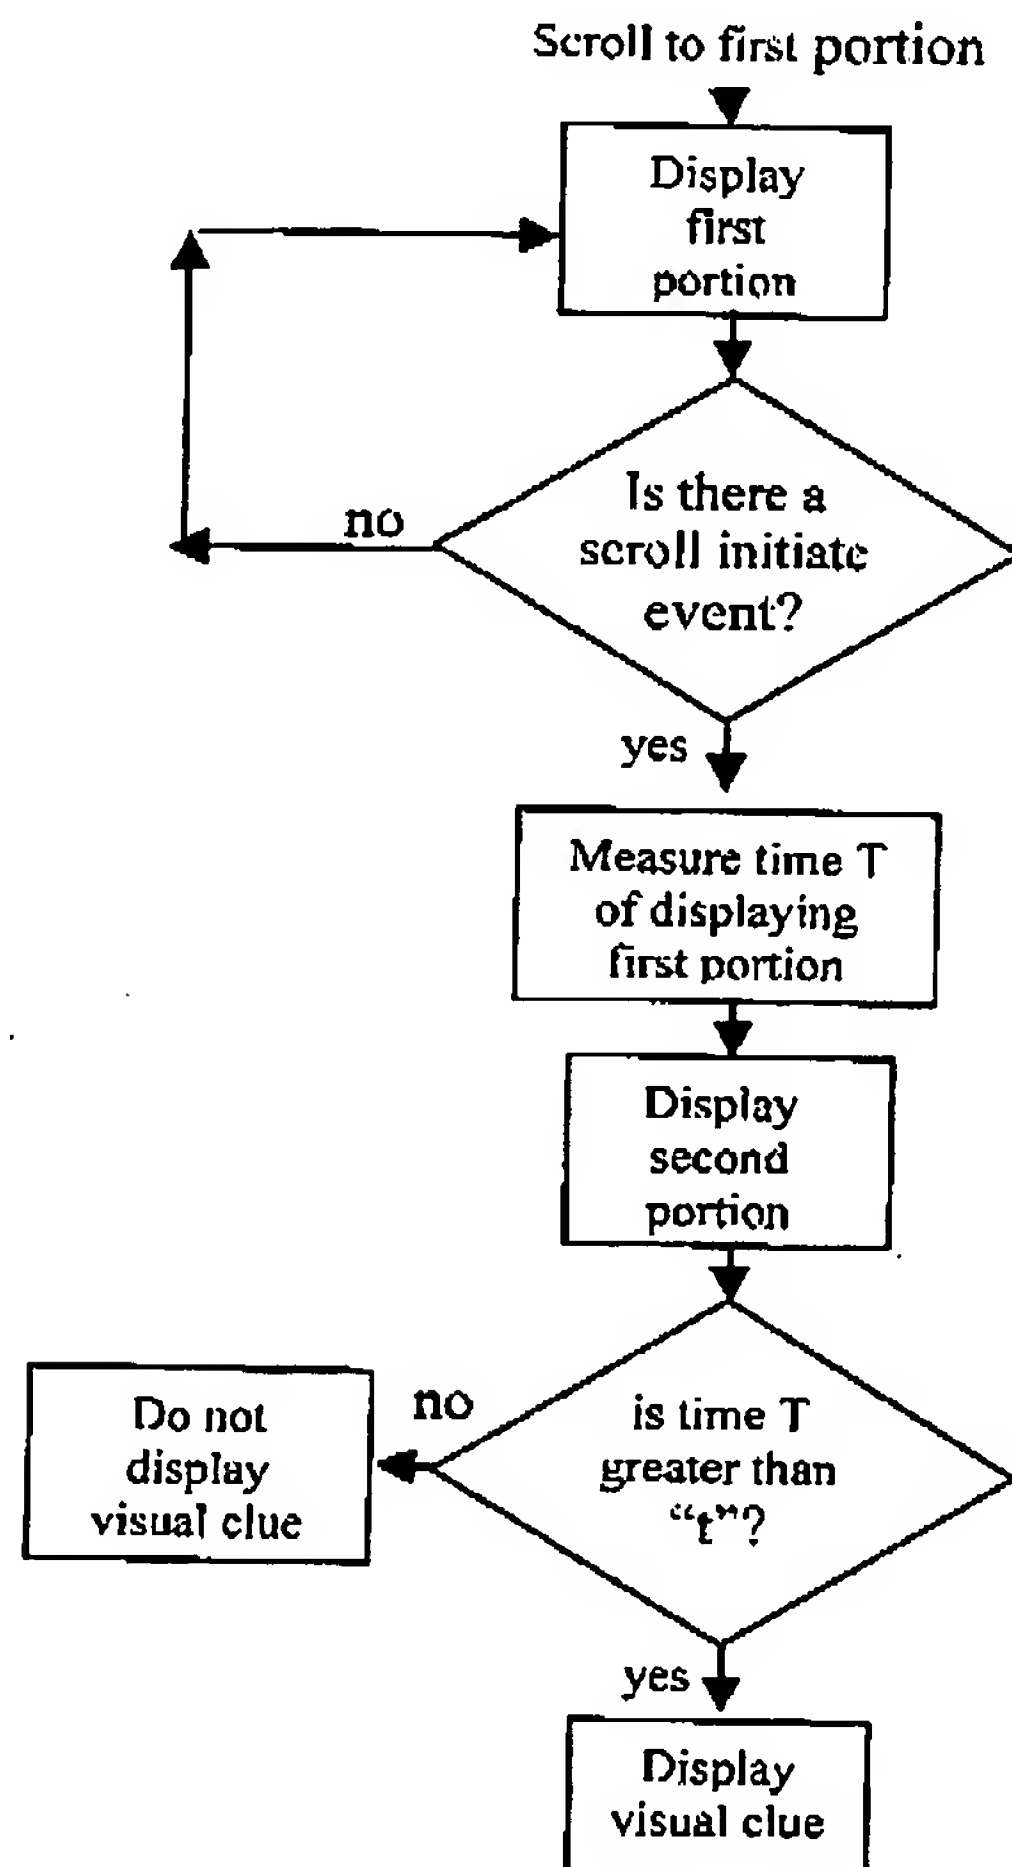 Scroll to first portion
Display
first
portion
Is there a
scroll initiate
event?
no
yes
Measure time T
of displaying
first portion
Display
second
portion
is time T
greater than
“t”?
no
Do not
display
visual clue
yes
Display
visual clue